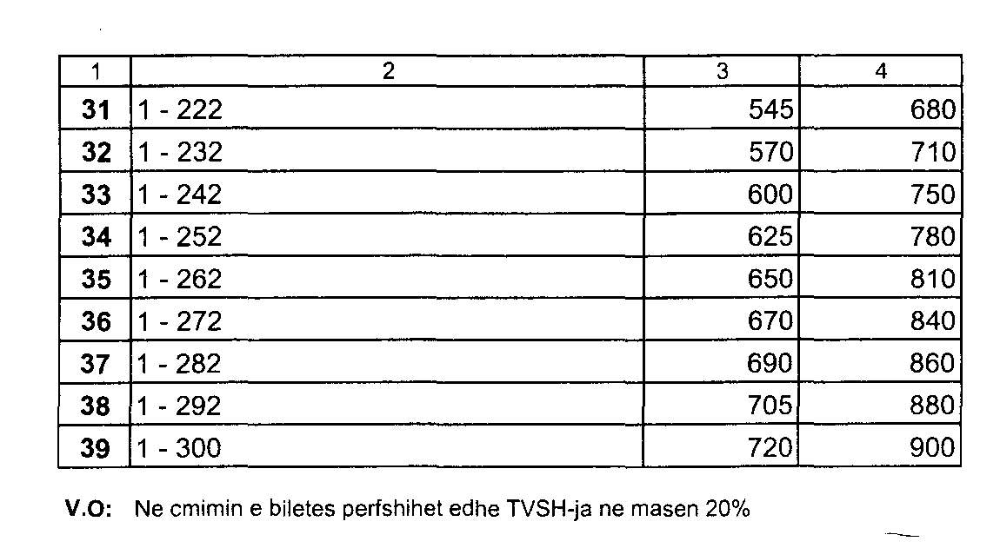 1 2 3 4
31 1 - 222 545 680
32 1 - 232 570 710
33 1 - 242 600 750
34 1 - 252 625 780
35 1 - 262 650 810
36 1 - 272 670 840
37 1 - 282 690 860
38 1 - 292 705 880
39 1 - 300 720 900
V.O: Ne cmimin e biletes perfshihet edhe TVSH-ja ne masen 20%